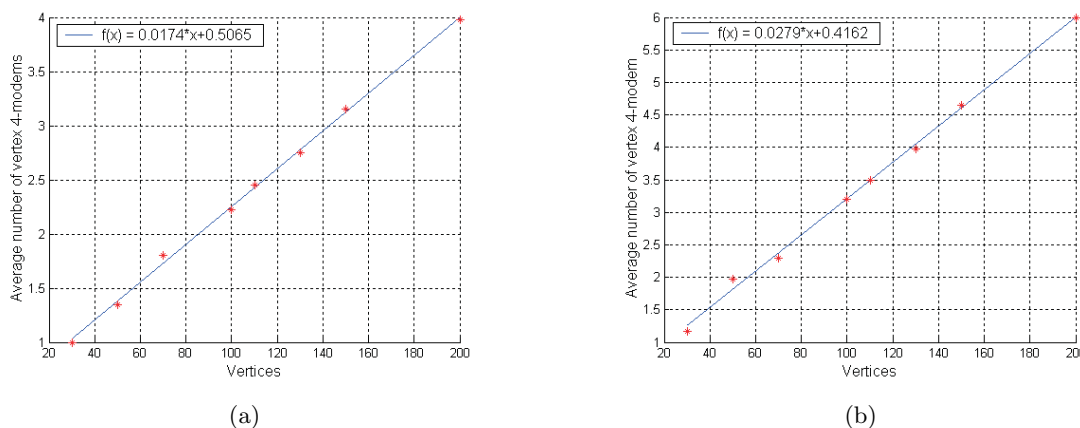 f(x) = 0.0174*x+0.5065
4
3.5
3
2.5
2
1.5
1
Average number of vertex 4-modems
20 40 60 80 100 120 140 160 180 200
Vertices
(a)
f(x) = 0.0279*x+0.4162
6
5.5
5
4.5
4
3.5
3
2.5
2
1.5
1
Average number of vertex 4-modem
20 40 60 80 100 120 140 160 180 200
Vertices
(b)